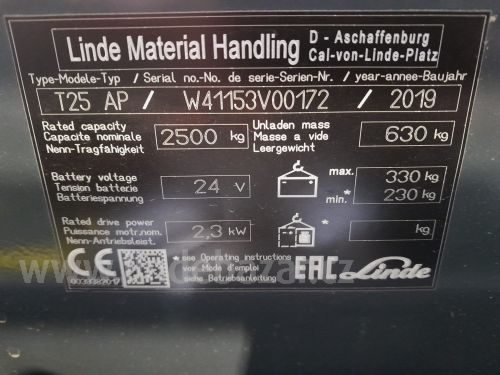 Linde Material Handling
D - Aschaffenburg
Cal-von-Linde-Platz
Type-Modele-Typ / Serial no.-No. de serie-Serien-Nr. / year-annee-Baujahr
T25 AP / W41153V00172 / 2019
Rated capacity
Capacite nominale
Nenn-Tragfähigkeit
2500 kg
Unladen mass
Masse a vide
Leergewicht
630 kg
Battery voltage
Tension batterie
Batteriespannung
24 V
max. 330 kg
*
min. 230 kg
Rated drive power
Puissance motr.nom.
Nenn-Antriebsleist.
2,3 kW
* kg
CE
* see Operating instructions
voir Mode d'emploi
siehe Betriebsanleitung
EAC Linde